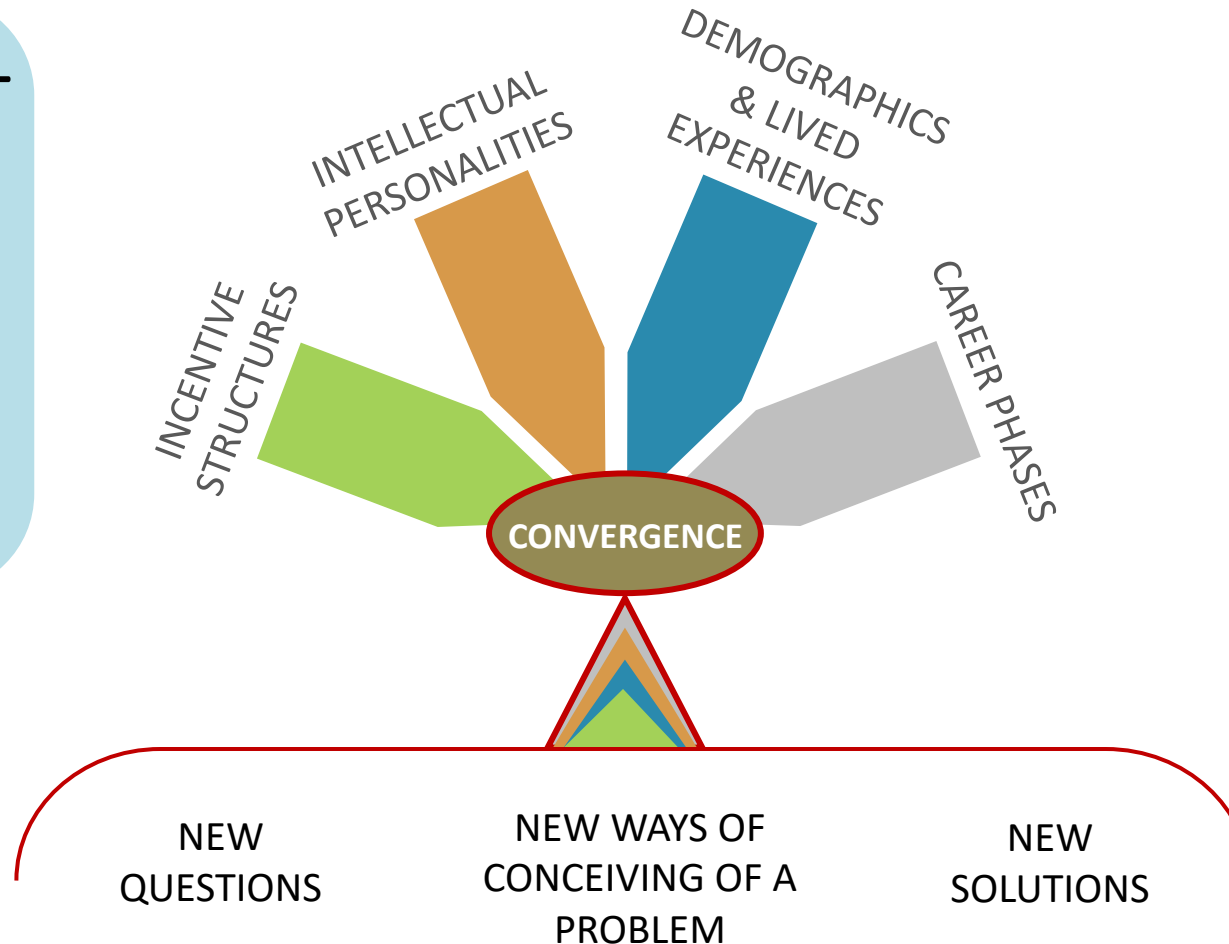 INCENTIVE
STRUCTURES
INTELLECTUAL
PERSONALITIES
DEMOGRAPHICS
& LIVED
EXPERIENCES
CAREER PHASES
CONVERGENCE
NEW
QUESTIONS
NEW WAYS OF
CONCEIVING OF A
PROBLEM
NEW
SOLUTIONS